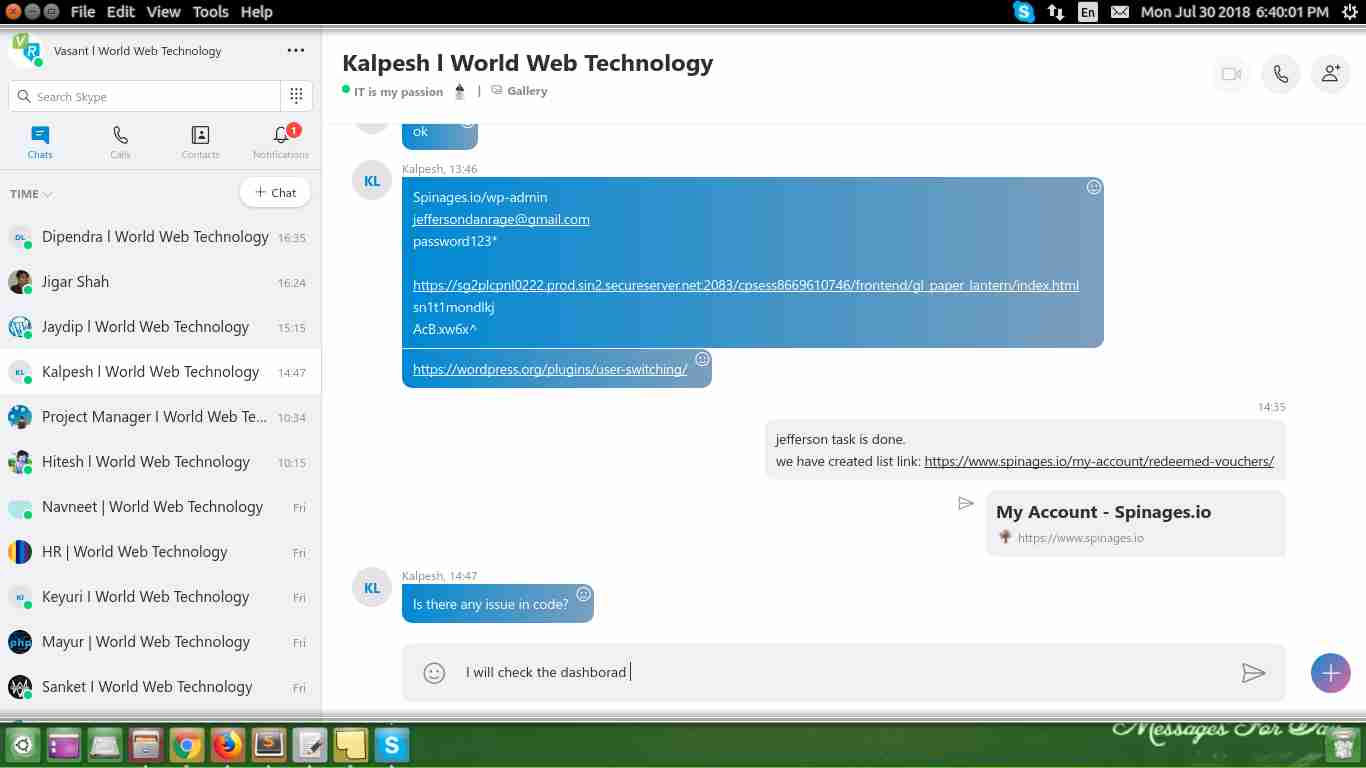 File Edit View Tools Help
En
Mon Jul 30 2018 6:40:01 PM
Vasant l World Web Technology
Search Skype
Chats
Calls
Contacts
1
Notifications
TIME
+ Chat
DL Dipendra l World Web Technology 16:35
Jigar Shah 16:24
Jaydip l World Web Technology 15:15
KL Kalpesh l World Web Technology 14:47
Project Manager I World Web Te... 10:34
Hitesh l World Web Technology 10:15
Navneet | World Web Technology Fri
HR | World Web Technology Fri
KI Keyuri I World Web Technology Fri
php Mayur | World Web Technology Fri
Sanket I World Web Technology Fri
Kalpesh l World Web Technology
IT is my passion | Gallery
ok
KL
Kalpesh, 13:46
Spinages.io/wp-admin
jeffersondanrage@gmail.com
password123*
https://sg2plcpnl0222.prod.sin2.secureserver.net:2083/cpsess8669610746/frontend/gl_paper_lantern/index.html
sn1t1mondlkj
AcB.xw6x^
https://wordpress.org/plugins/user-switching/
14:35
jefferson task is done.
we have created list link: https://www.spinages.io/my-account/redeemed-vouchers/
My Account - Spinages.io
https://www.spinages.io
KL
Kalpesh, 14:47
Is there any issue in code?
I will check the dashborad
Messages For Day